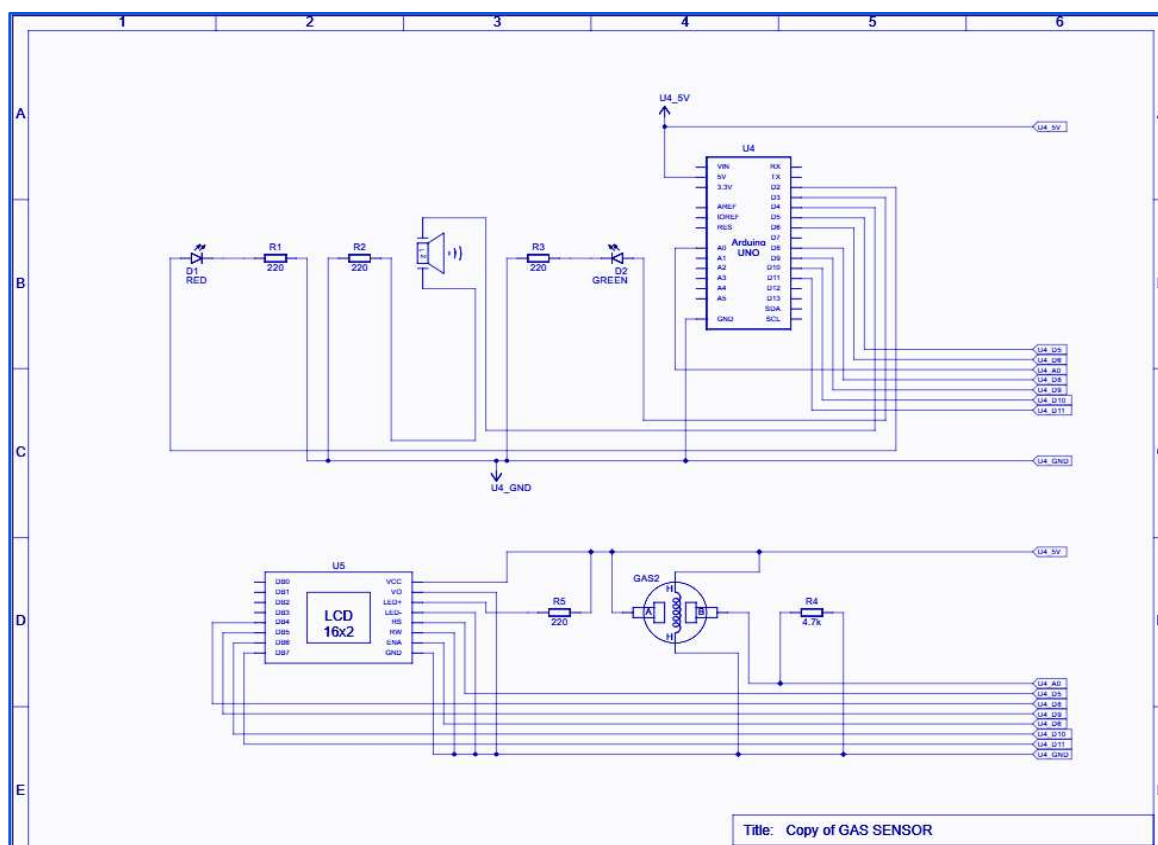 1 2 3 4 5 6
A
B
C
D
E
U4_5V
U4_5V
U4
VIN
5V
3.3V
AREF
IOREF
RES
A0
A1
A2
A3
A4
A5
GND
Arduino
UNO
RX
TX
D2
D3
D4
D5
D6
D7
D8
D9
D10
D11
D12
D13
SDA
SCL
D1
RED
R1
220
R2
220
R3
220
D2
GREEN
U4_D5
U4_D6
U4_A0
U4_D8
U4_D9
U4_D10
U4_D11
U4_GND
U4_GND
U5
DB0
DB1
DB2
DB3
DB4
DB5
DB6
DB7
LCD
16x2
VCC
VO
LED+
LED-
RS
RW
ENA
GND
R5
220
GAS2
H
A
B
H
R4
4.7k
U4_5V
U4_A0
U4_D5
U4_D9
U4_D10
U4_D11
U4_GND
Title: Copy of GAS SENSOR